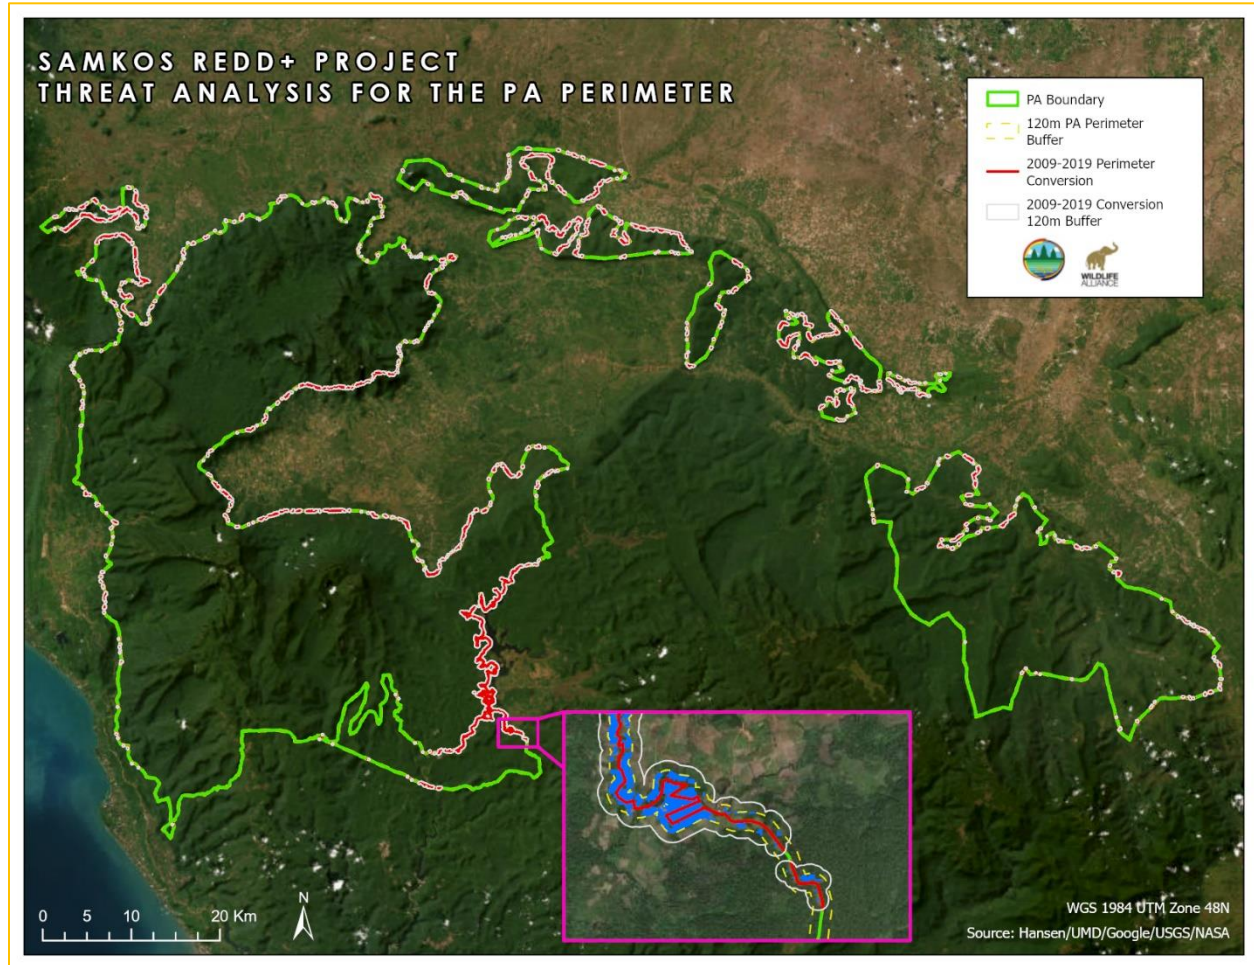 SAMKOS REDD+ PROJECT
THREAT ANALYSIS FOR THE PA PERIMETER
PA Boundary
120m PA Perimeter
Buffer
2009-2019 Perimeter
Conversion
2009-2019 Conversion
120m Buffer
WILDLIFE
ALLIANCE
N
0 5 10 20 Km
WGS 1984 UTM Zone 48N
Source: Hansen/UMD/Google/USGS/NASA